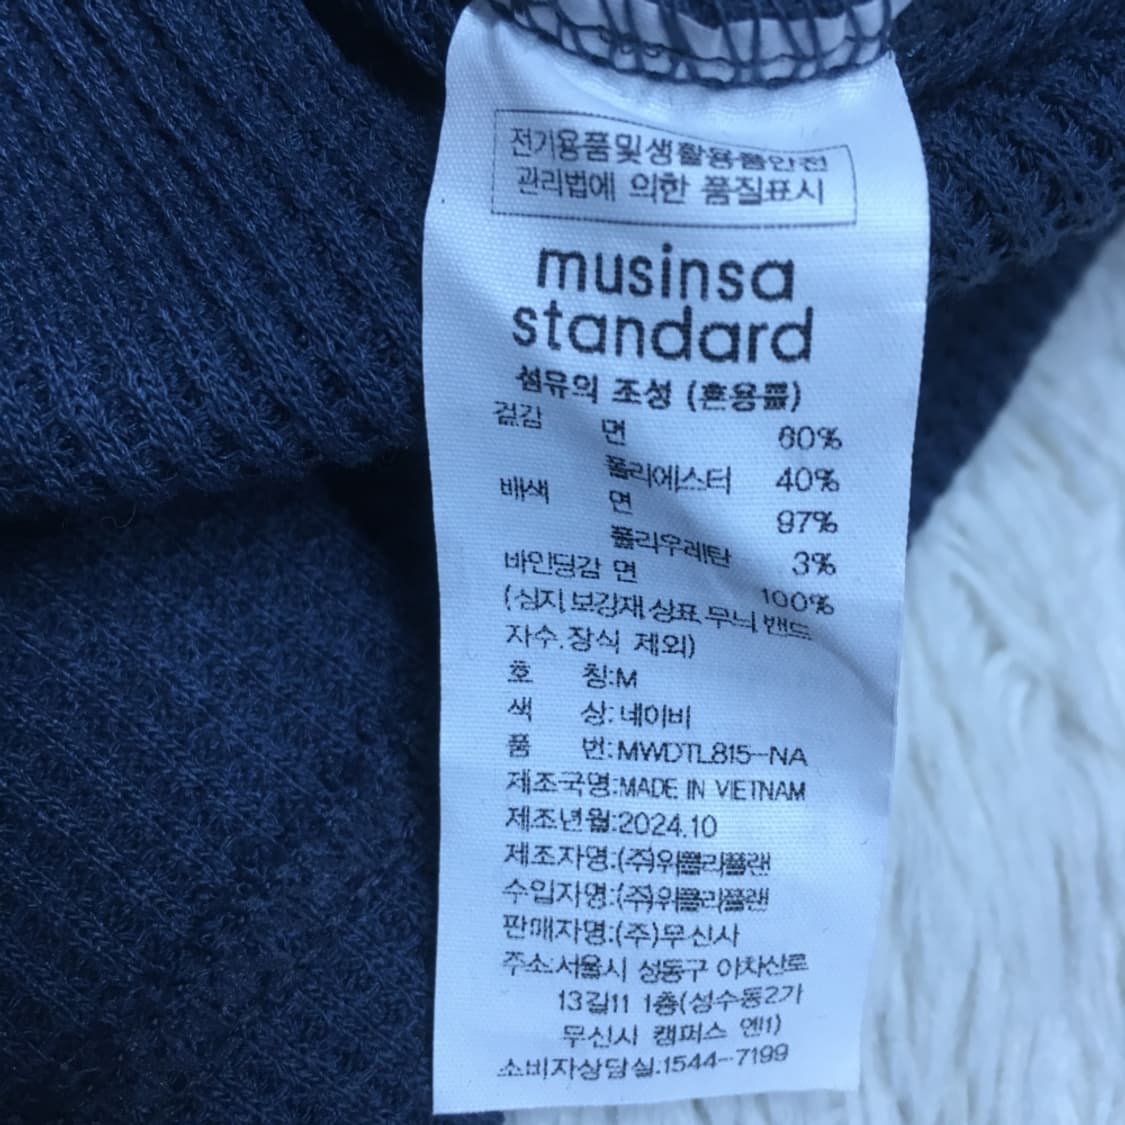 전기용품및생활용품안전
관리법에 의한 품질표시
musinsa
standard
섬유의 조성 (혼용률)
겉감 면 60%
폴리에스터 40%
배색 면 97%
폴리우레탄 3%
바인딩감 면 100%
(심지,보강재,상표,무늬,밴드
자수.장식 제외)
호 칭:M
색 상:네이비
품 번:MWDTL815-NA
제조국명:MADE IN VIETNAM
제조년월:2024.10
제조자명:(주)위플리플랜
수입자명:(주)위플리플랜
판매자명:(주)무신사
주소:서울시 성동구 아차산로
13길11 1층(성수동2가
무신사 캠퍼스 엔1)
소비자상담실.1544-7199